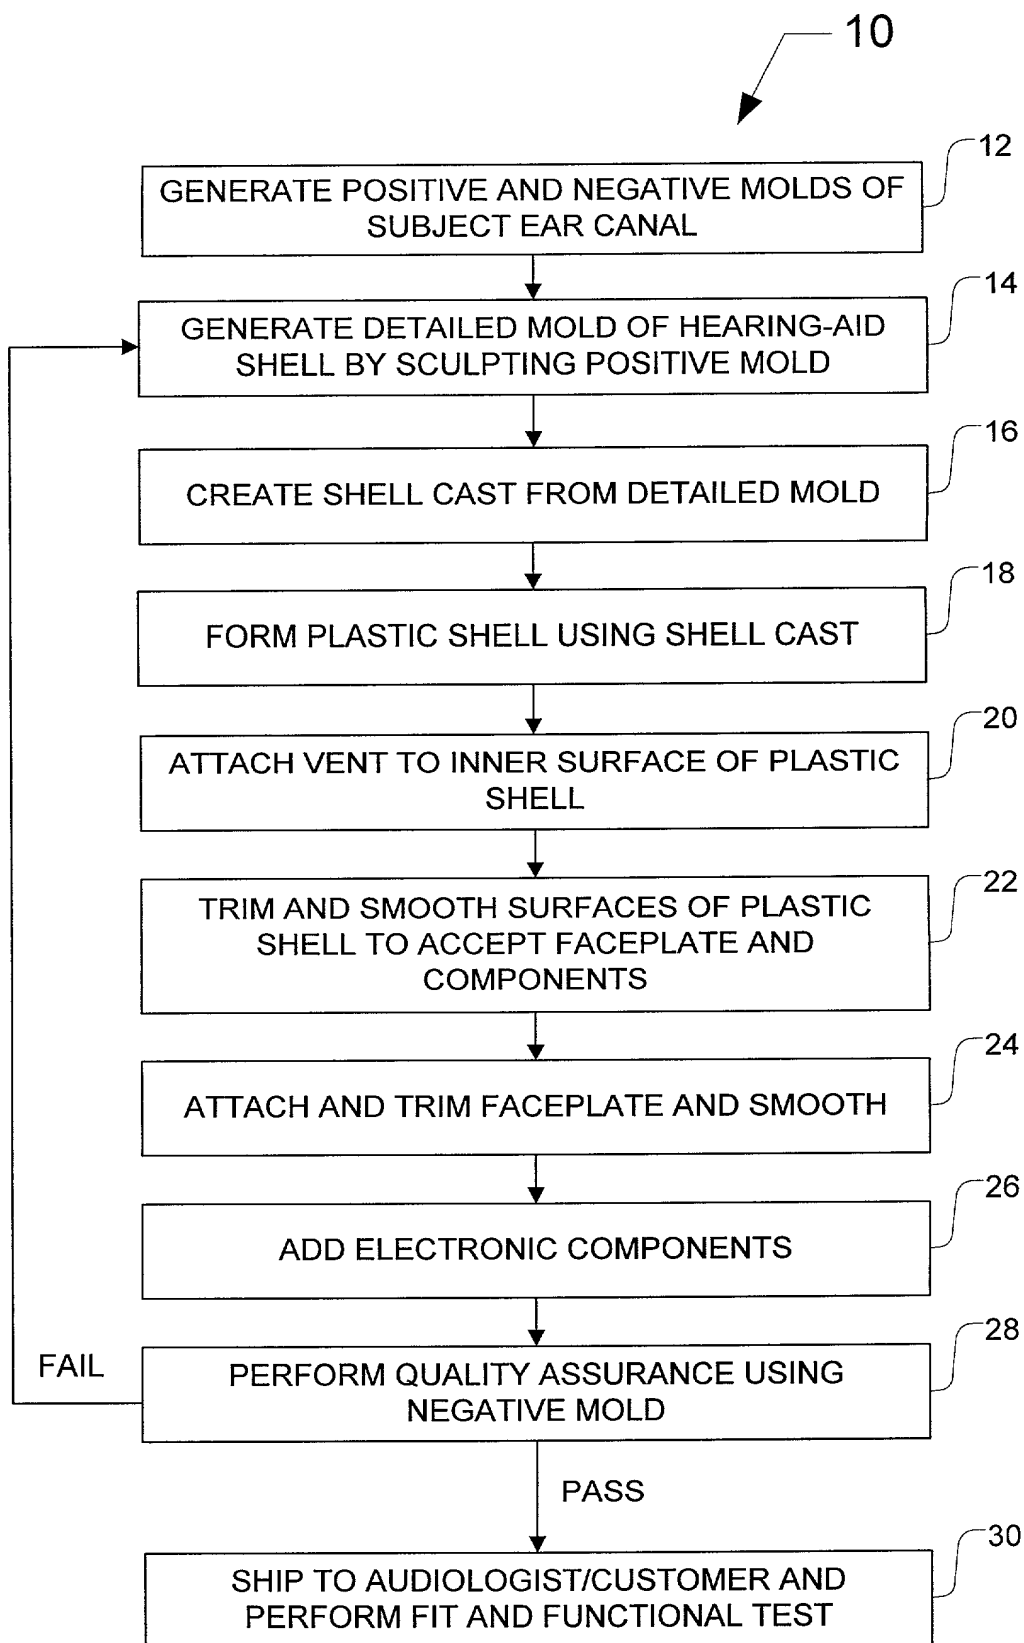 10
12
GENERATE POSITIVE AND NEGATIVE MOLDS OF
SUBJECT EAR CANAL
14
GENERATE DETAILED MOLD OF HEARING-AID
SHELL BY SCULPTING POSITIVE MOLD
16
CREATE SHELL CAST FROM DETAILED MOLD
18
FORM PLASTIC SHELL USING SHELL CAST
20
ATTACH VENT TO INNER SURFACE OF PLASTIC
SHELL
22
TRIM AND SMOOTH SURFACES OF PLASTIC
SHELL TO ACCEPT FACEPLATE AND
COMPONENTS
24
ATTACH AND TRIM FACEPLATE AND SMOOTH
26
ADD ELECTRONIC COMPONENTS
28
FAIL
PERFORM QUALITY ASSURANCE USING
NEGATIVE MOLD
PASS
30
SHIP TO AUDIOLOGIST/CUSTOMER AND
PERFORM FIT AND FUNCTIONAL TEST